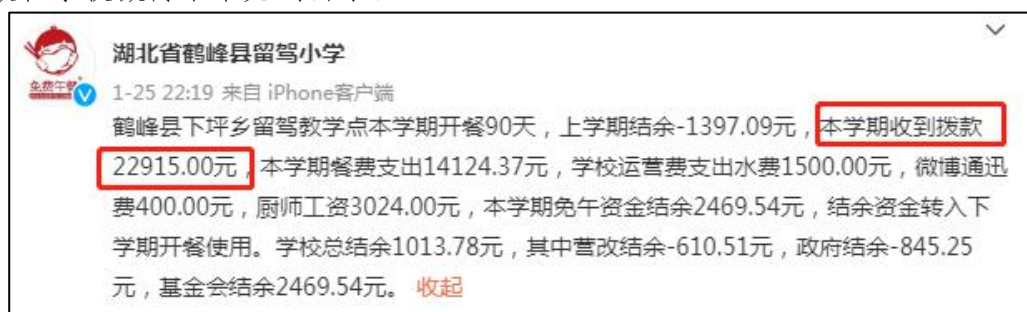 湖北省鹤峰县留驾小学
免费午餐
1-25 22:19 来自 iPhone客户端
鹤峰县下坪乡留驾教学点本学期开餐90天，上学期结余-1397.09元，本学期收到拨款
22915.00元，本学期餐费支出14124.37元，学校运营费支出水费1500.00元，微博通迅
费400.00元，厨师工资3024.00元，本学期免午资金结余2469.54元，结余资金转入下
学期开餐使用。学校总结余1013.78元，其中营改结余-610.51元，政府结余-845.25
元，基金会结余2469.54元。 收起